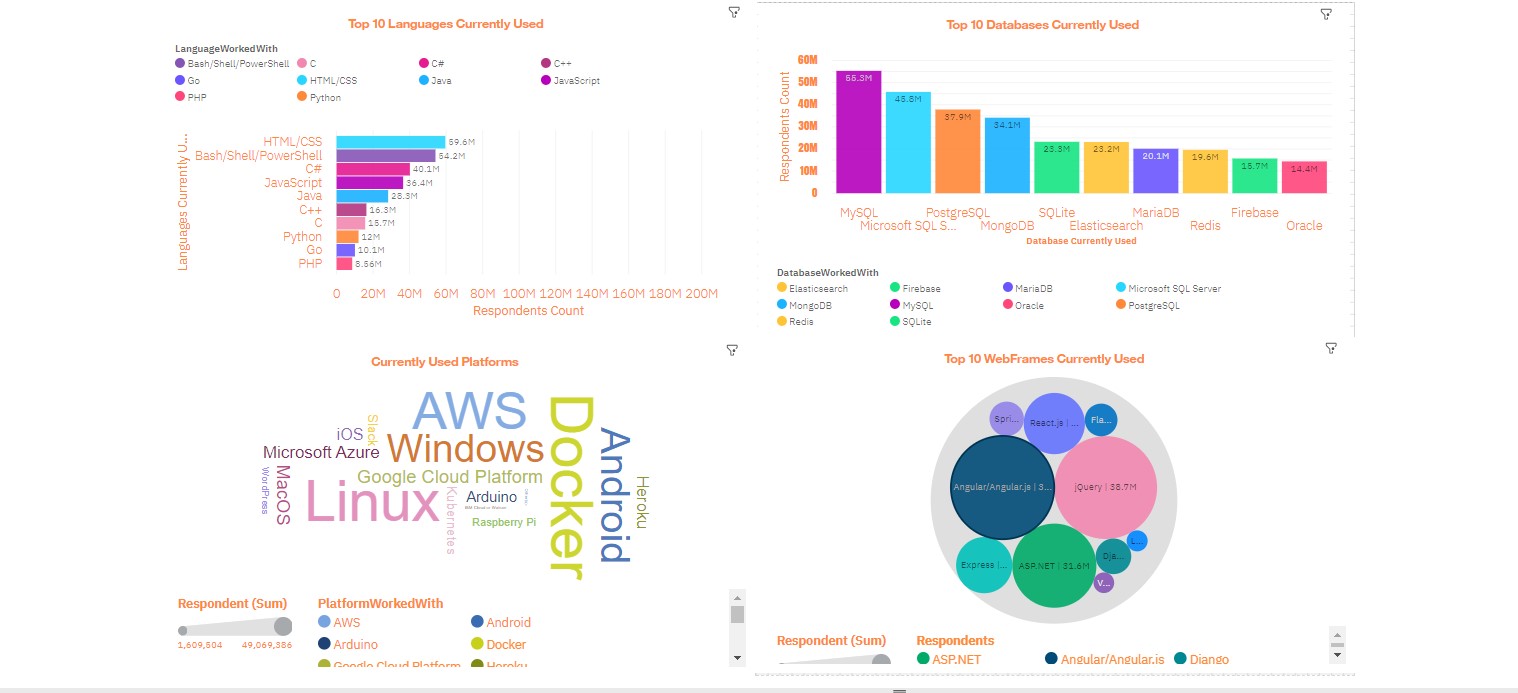 Top 10 Languages Currently Used
LanguageWorkedWith
Bash/Shell/PowerShell C C# C++
Go HTML/CSS Java JavaScript
PHP Python
Languages Currently U...
HTML/CSS 59.6M
Bash/Shell/PowerShell 54.2M
C# 40.1M
JavaScript 36.4M
Java 28.3M
C++ 16.3M
C 15.7M
Python 12M
Go 10.1M
PHP 8.56M
0 20M 40M 60M 80M 100M 120M 140M 160M 180M 200M
Respondents Count
Top 10 Databases Currently Used
Respondents Count
60M
50M
40M
30M
20M
10M
0
55.3M 45.8M 37.9M 34.1M 23.3M 23.2M 20.1M 19.6M 15.7M 14.4M
MySQL PostgreSQL SQLite MariaDB Firebase
Microsoft SQL S... MongoDB Elasticsearch Redis Oracle
Database Currently Used
DatabaseWorkedWith
Elasticsearch Firebase MariaDB Microsoft SQL Server
MongoDB MySQL Oracle PostgreSQL
Redis SQLite
Currently Used Platforms
AWS
Docker
Slack
iOS
Android
Windows
Microsoft Azure
Google Cloud Platform
WordPress
MacOS
Linux
Kubernetes
Arduino
Heroku
Raspberry Pi
Respondent (Sum)
1,609,504 49,069,386
PlatformWorkedWith
AWS Android
Arduino Docker
Google Cloud Platform Heroku
Top 10 WebFrames Currently Used
Spri...
React.js | ...
Fla...
Angular/Angular.js | 3...
jQuery | 38.7M
L...
Dja...
Express |...
ASP.NET | 31.6M
V...
Respondent (Sum)
Respondents
ASP.NET Angular/Angular.js Django